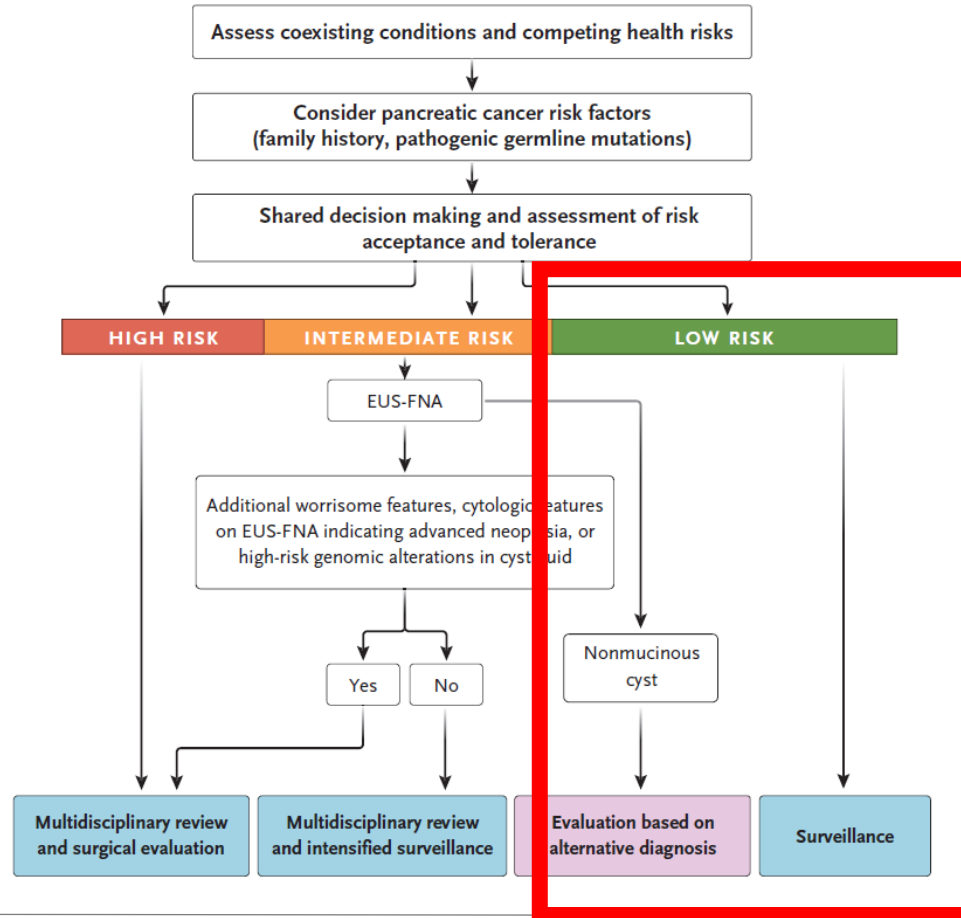 Assess coexisting conditions and competing health risks
Consider pancreatic cancer risk factors
(family history, pathogenic germline mutations)
Shared decision making and assessment of risk
acceptance and tolerance
HIGH RISK
INTERMEDIATE RISK
LOW RISK
EUS-FNA
Additional worrisome features, cytologic features
on EUS-FNA indicating advanced neoplasia, or
high-risk genomic alterations in cyst fluid
Yes
No
Nonmucinous
cyst
Multidisciplinary review
and surgical evaluation
Multidisciplinary review
and intensified surveillance
Evaluation based on
alternative diagnosis
Surveillance